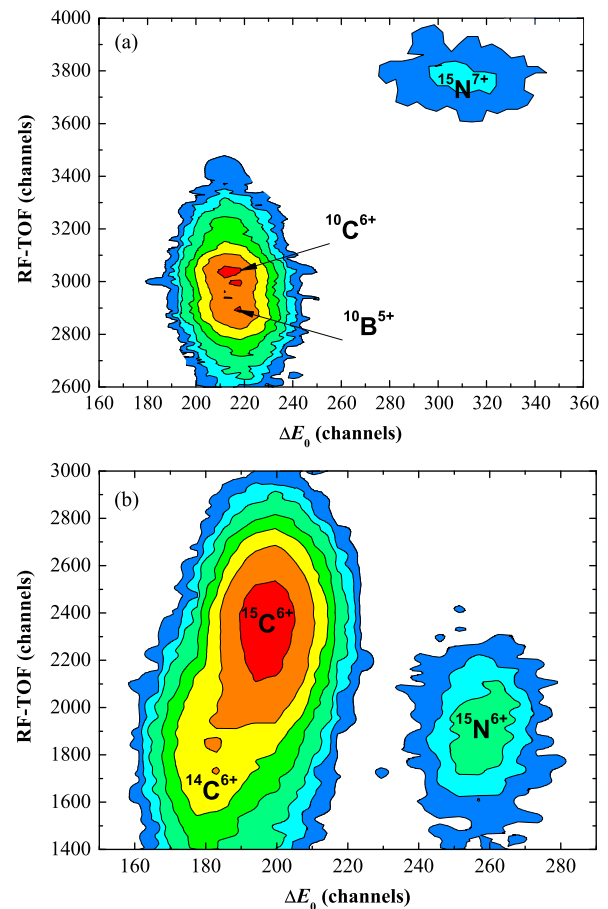 (a)
4000
3800
3600
3400
3200
3000
2800
2600
RF-TOF (channels)
¹⁵N⁷⁺
¹⁰C⁶⁺
¹⁰B⁵⁺
160 180 200 220 240 260 280 300 320 340 360
ΔE₀ (channels)
(b)
3000
2800
2600
2400
2200
2000
1800
1600
1400
RF-TOF (channels)
¹⁵C⁶⁺
¹⁵N⁶⁺
¹⁴C⁶⁺
160 180 200 220 240 260 280
ΔE₀ (channels)